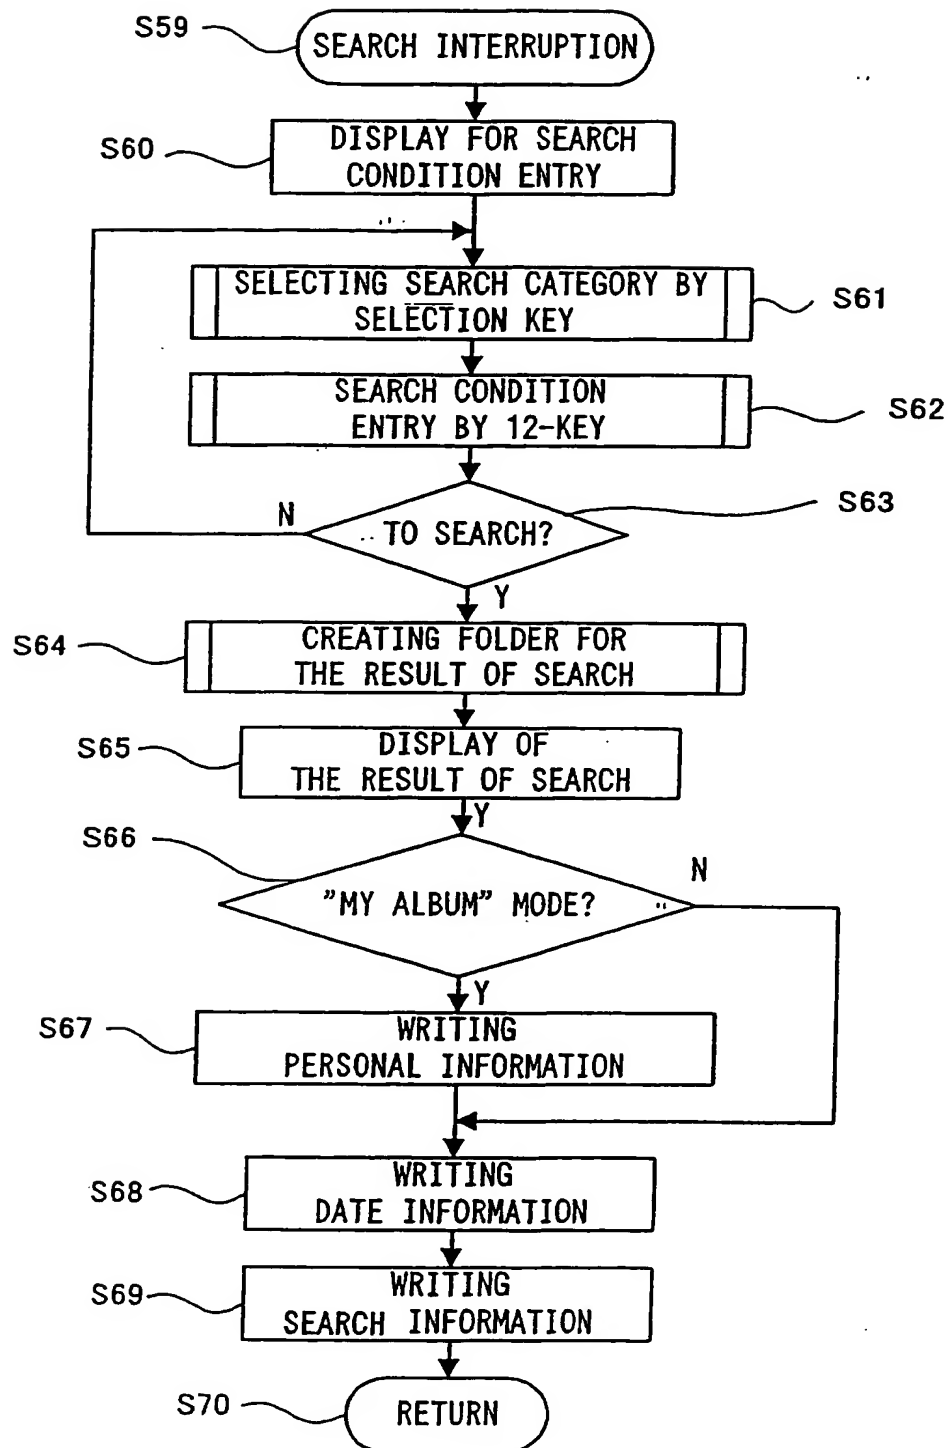 S59
SEARCH INTERRUPTION
S60
DISPLAY FOR SEARCH
CONDITION ENTRY
SELECTING SEARCH CATEGORY BY
SELECTION KEY
S61
SEARCH CONDITION
ENTRY BY 12-KEY
S62
N
TO SEARCH?
S63
Y
S64
CREATING FOLDER FOR
THE RESULT OF SEARCH
S65
DISPLAY OF
THE RESULT OF SEARCH
Y
S66
N
"MY ALBUM" MODE?
Y
S67
WRITING
PERSONAL INFORMATION
S68
WRITING
DATE INFORMATION
S69
WRITING
SEARCH INFORMATION
S70
RETURN